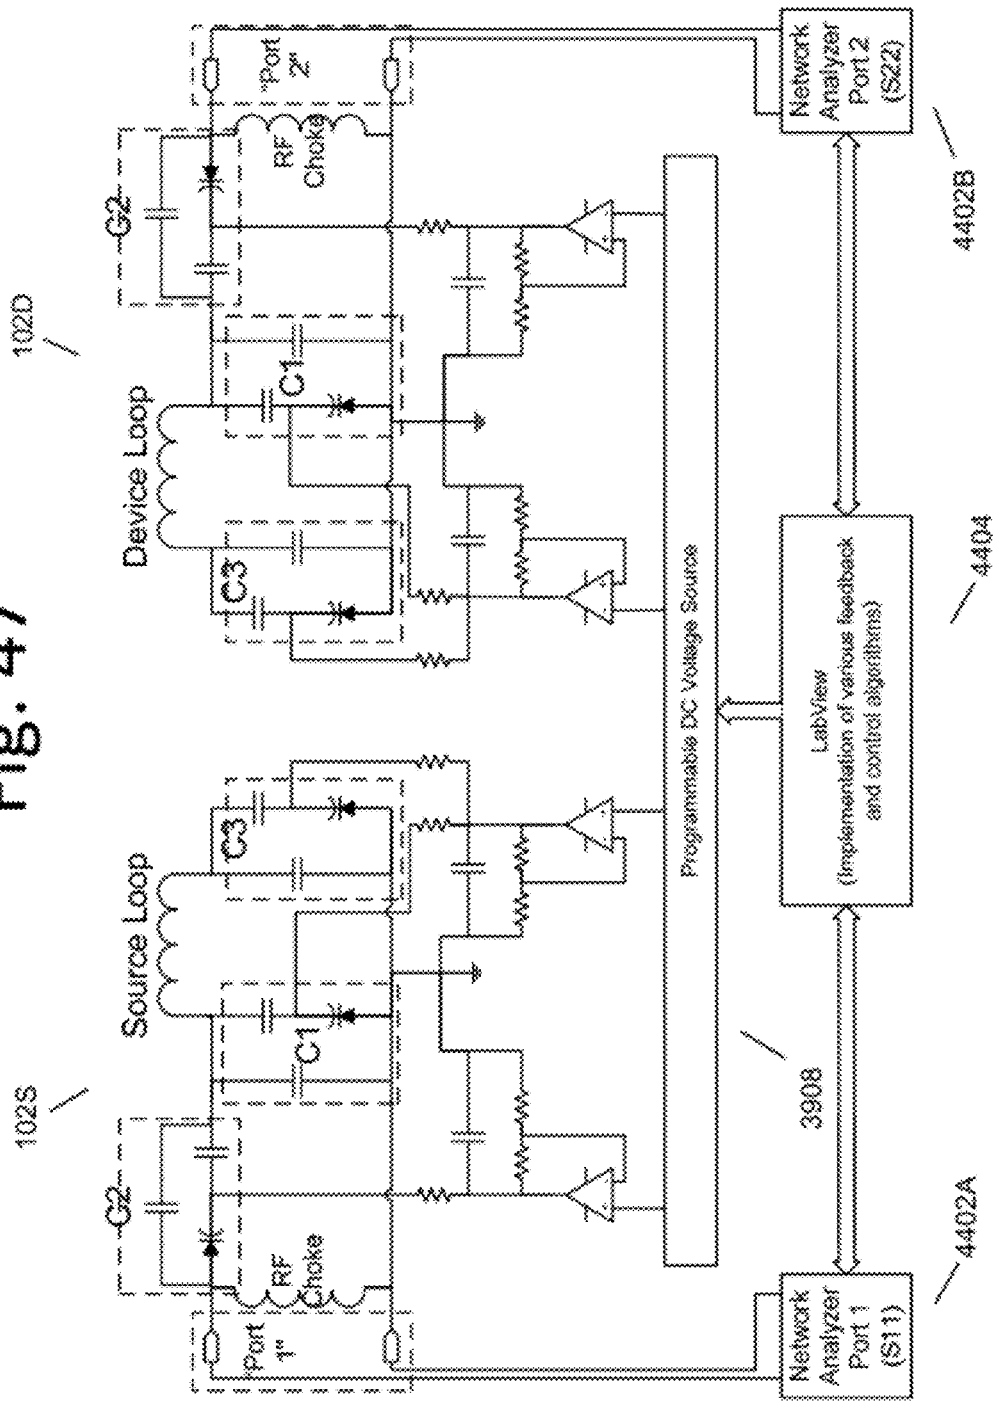 Fig. 47
102S
102D
Source Loop
Device Loop
C2
C1
C3
C3
C1
C2
"Port
1"
RF
Choke
RF
Choke
"Port
2"
Programmable DC Voltage Source
3908
Network
Analyzer
Port 1
(S11)
LabView
(Implementation of various feedback
and control algorithms)
Network
Analyzer
Port 2
(S22)
4402A
4404
4402B